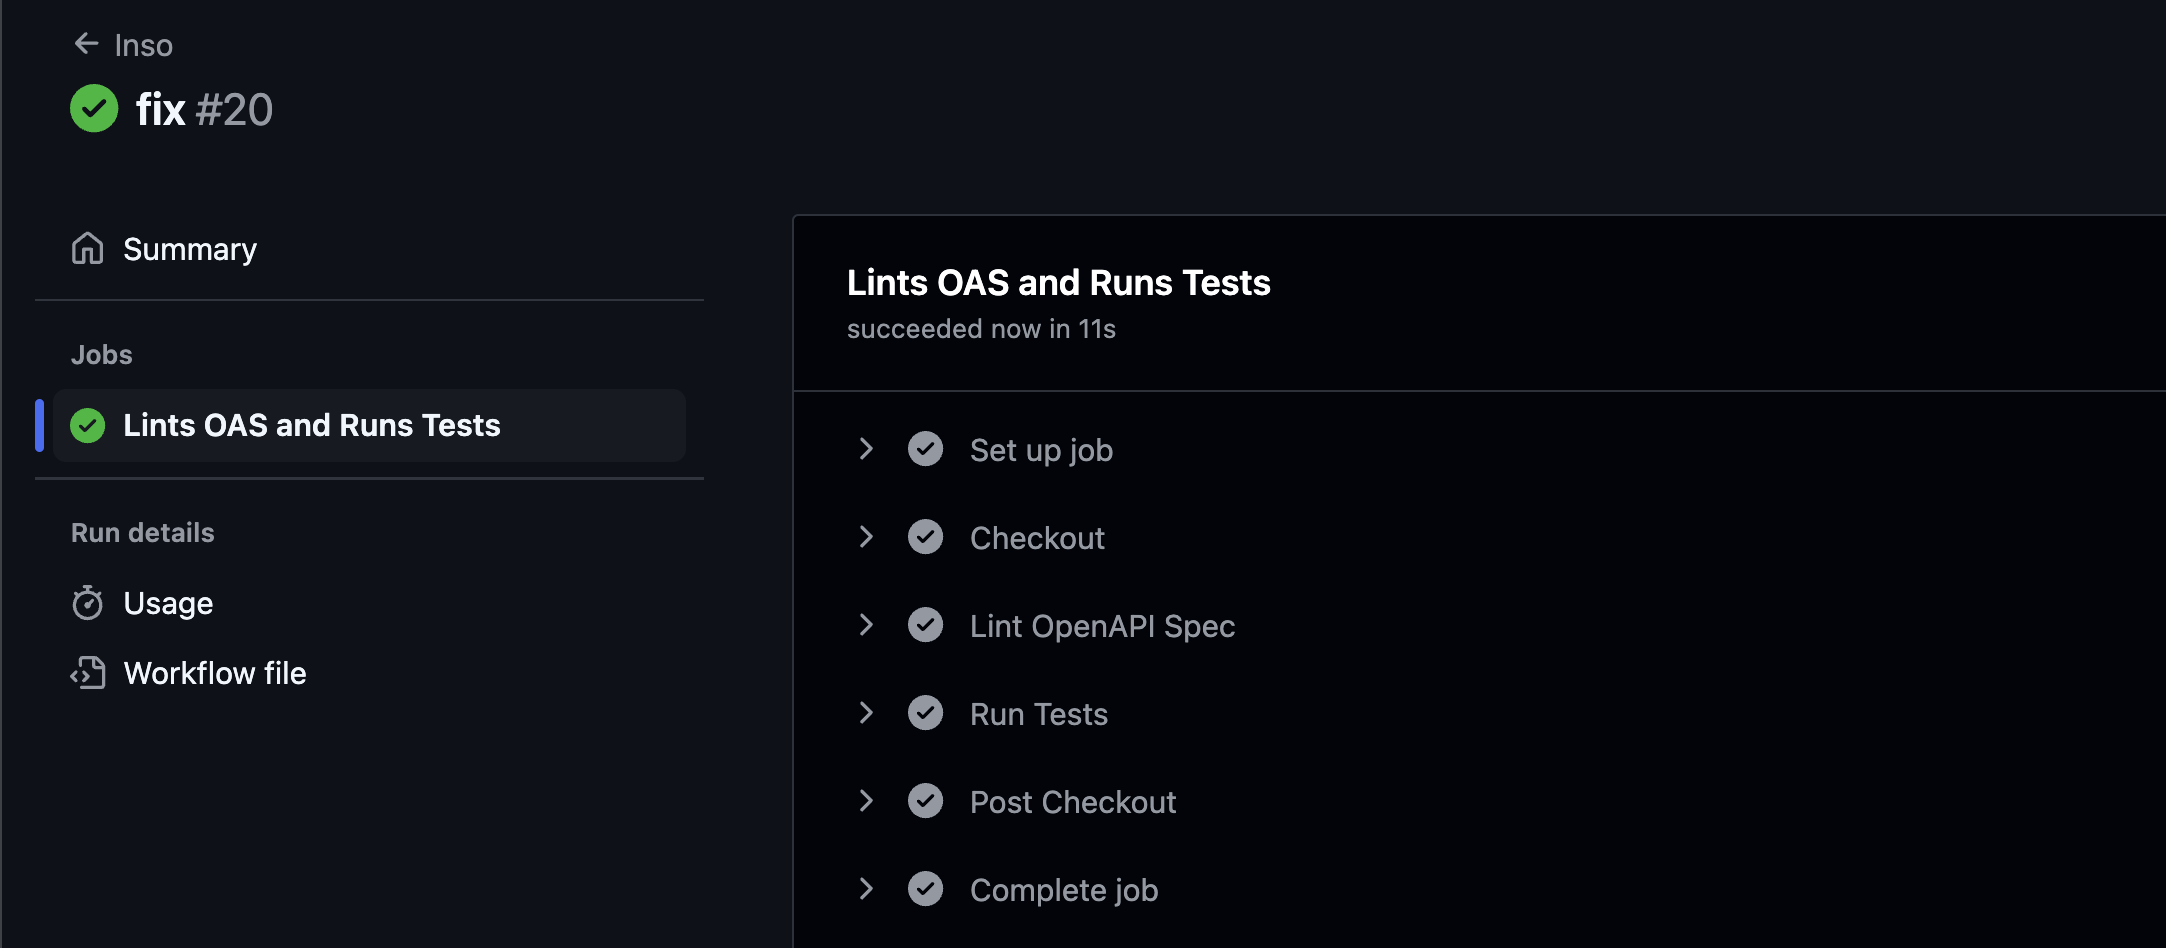 Inso
fix #20
Summary
Jobs
Lints OAS and Runs Tests
Run details
Usage
Workflow file
Lints OAS and Runs Tests
succeeded now in 11s
Set up job
Checkout
Lint OpenAPI Spec
Run Tests
Post Checkout
Complete job